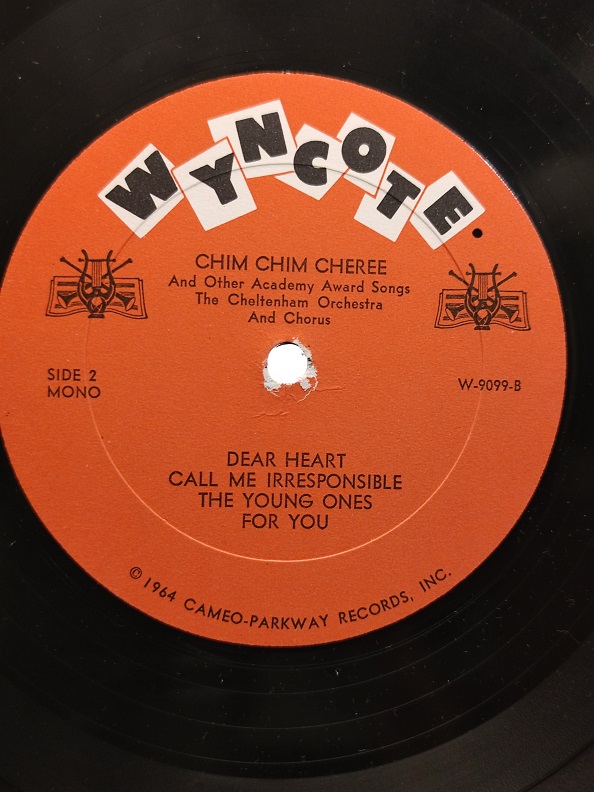 WYNCOTE.
CHIM CHIM CHEREE
And Other Academy Award Songs
The Cheltenham Orchestra
And Chorus
SIDE 2
MONO
W-9099-B
DEAR HEART
CALL ME IRRESPONSIBLE
THE YOUNG ONES
FOR YOU
© 1964 CAMEO-PARKWAY RECORDS, INC.